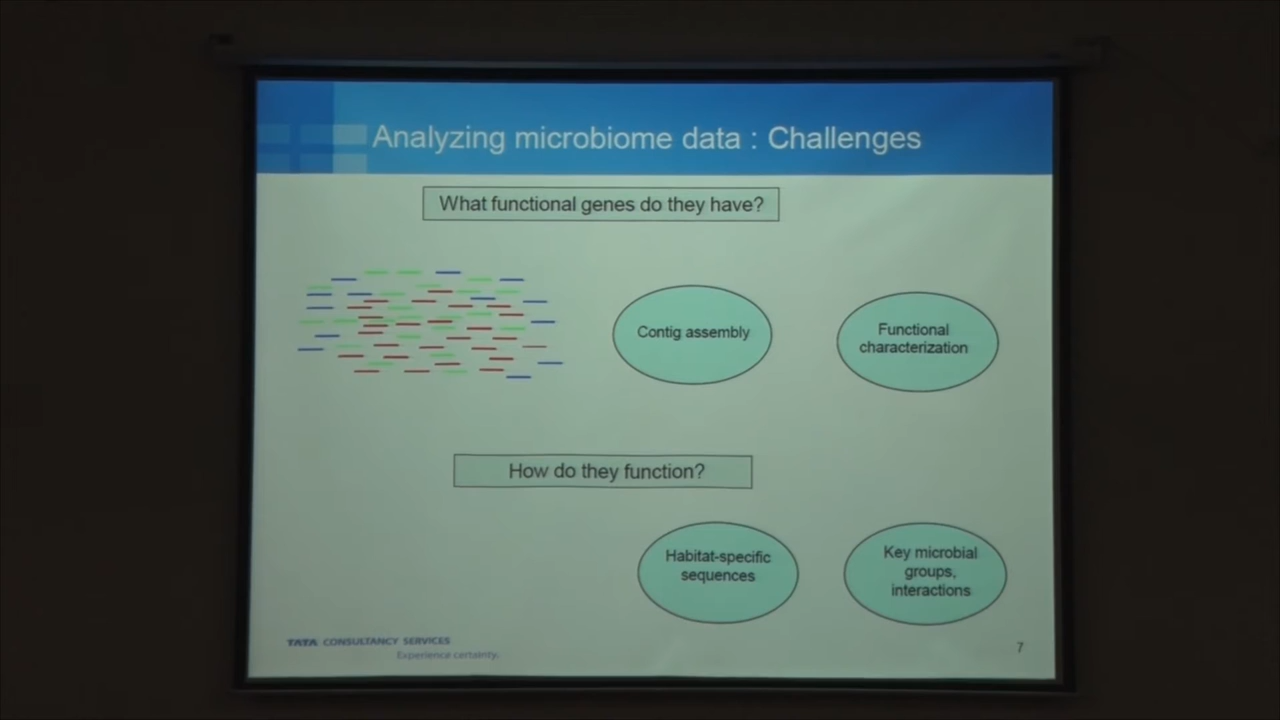 Analyzing microbiome data : Challenges
What functional genes do they have?
Contig assembly
Functional
characterization
How do they function?
Habitat-specific
sequences
Key microbial
groups,
interactions
TATA CONSULTANCY SERVICES
Experience certainty.
7